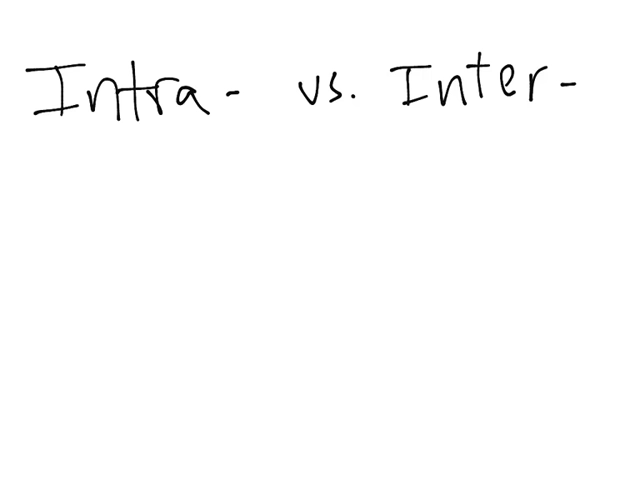 Intra- vs. Inter-